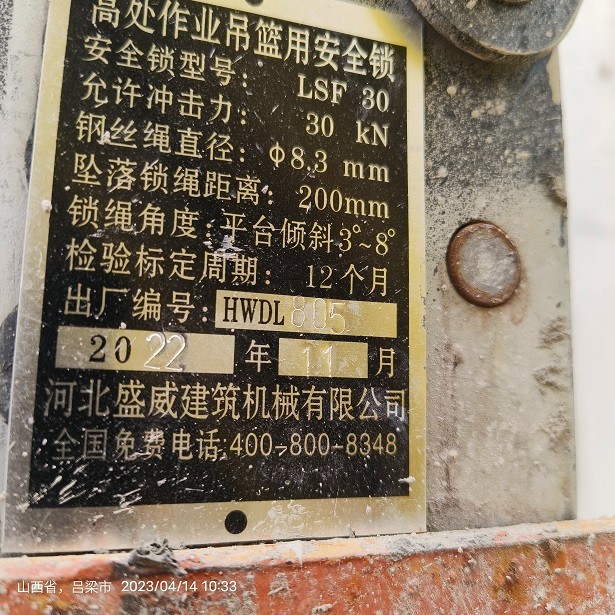 高处作业吊篮用安全锁
安全锁型号： LSF 30
允许冲击力： 30 kN
钢丝绳直径：ф8.3 mm
坠落锁绳距离：200mm
锁绳角度：平台倾斜3°~8°
检验标定周期： 12个月
出厂编号：HWDL805
2022 年 11 月
河北盛威建筑机械有限公司
全国免费电话:400-800-8348
山西省，吕梁市 2023/04/14 10:33